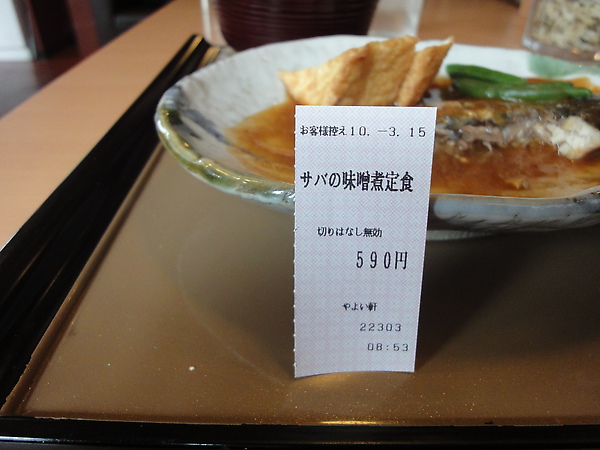 お客様控え10.-3.15
サバの味噌煮定食
切りはなし無効
590円
やよい軒
22303
08:53